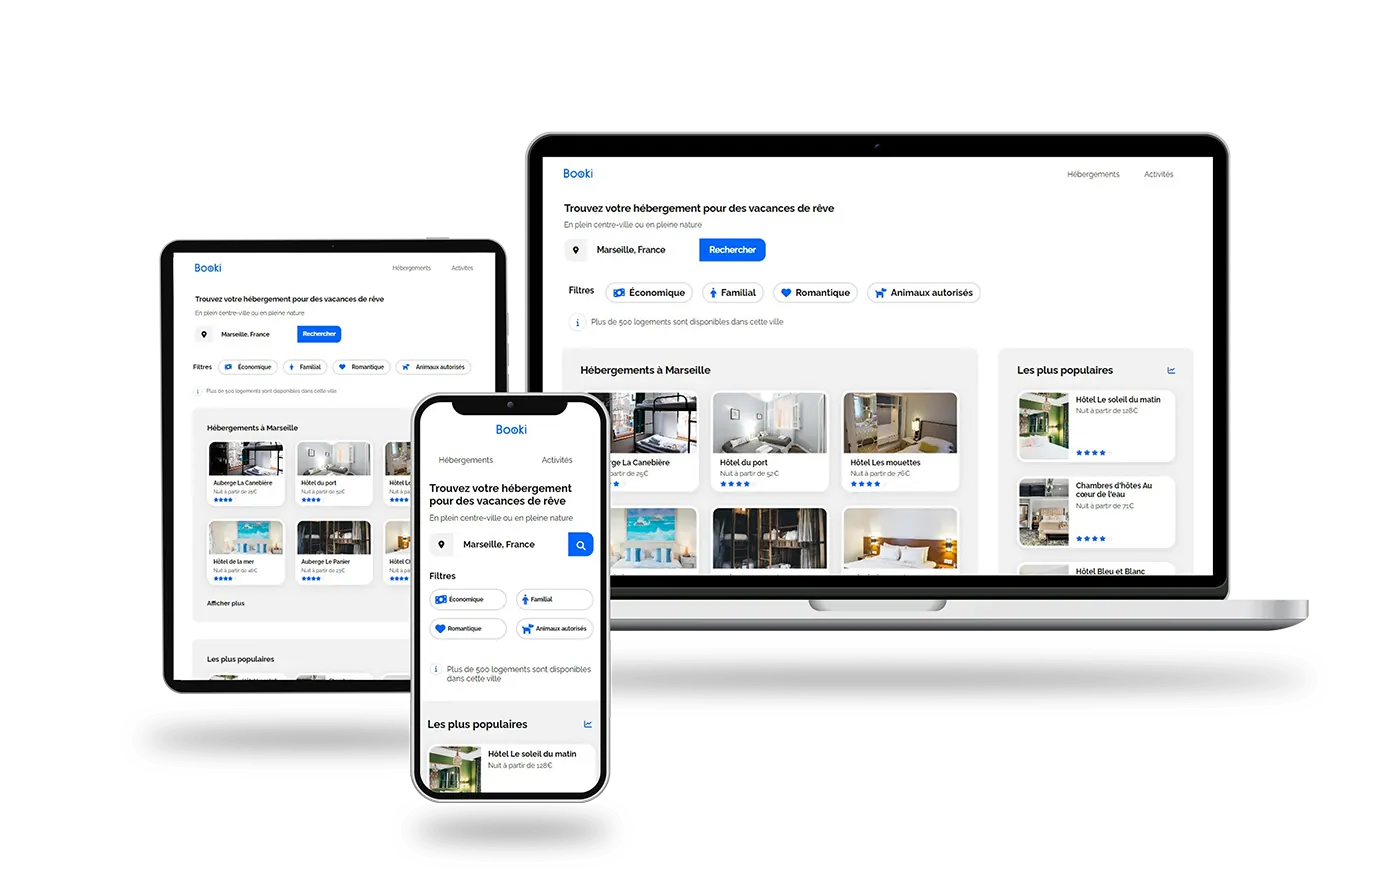 Booki
Hébergements
Activités
Trouvez votre hébergement pour des vacances de rêve
En plein centre-ville ou en pleine nature
Marseille, France
Rechercher
Filtres
Économique
Familial
Romantique
Animaux autorisés
Plus de 500 logements sont disponibles dans cette ville
Hébergements à Marseille
rge La Canebière
partir de 25€
Hôtel du port
Nuit à partir de 52€
Hôtel Les mouettes
Nuit à partir de 76€
Les plus populaires
Hôtel Le soleil du matin
Nuit à partir de 128€
Chambres d'hôtes Au
cœur de l'eau
Nuit à partir de 71€
Hôtel Bleu et Blanc
Booki
Hébergements
Activités
Trouvez votre hébergement pour des vacances de rêve
En plein centre-ville ou en pleine nature
Marseille, France
Rechercher
Filtres
Économique
Familial
Romantique
Animaux autorisés
Plus de 500 logements sont disponibles dans cette ville
Hébergements à Marseille
Auberge La Canebière
Nuit à partir de 25€
Hôtel du port
Nuit à partir de 52€
Hôtel L
Nuit à pa
Hôtel de la mer
Nuit à partir de 46€
Auberge Le Panier
Nuit à partir de 23€
Hôtel C
Nuit à pa
Afficher plus
Les plus populaires
Booki
Hébergements
Activités
Trouvez votre hébergement
pour des vacances de rêve
En plein centre-ville ou en pleine nature
Marseille, France
Filtres
Économique
Familial
Romantique
Animaux autorisés
Plus de 500 logements sont disponibles
dans cette ville
Les plus populaires
Hôtel Le soleil du matin
Nuit à partir de 128€